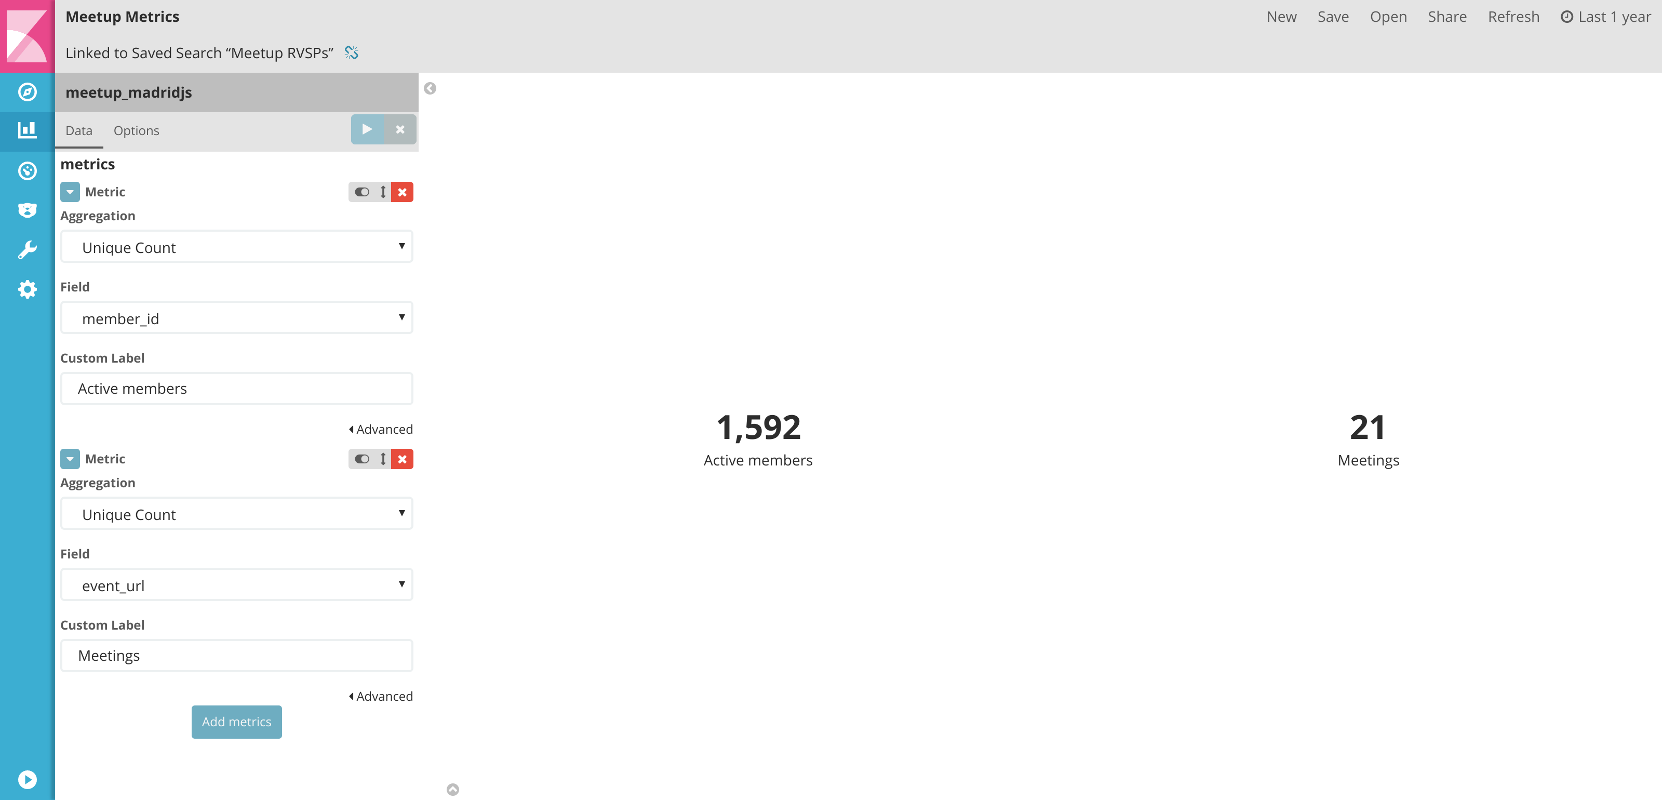 Meetup Metrics
New Save Open Share Refresh Last 1 year
Linked to Saved Search “Meetup RVSPs”
meetup_madridjs
Data Options
metrics
Metric
Aggregation
Unique Count
Field
member_id
Custom Label
Active members
Advanced
Metric
Aggregation
Unique Count
Field
event_url
Custom Label
Meetings
Advanced
Add metrics
1,592
Active members
21
Meetings